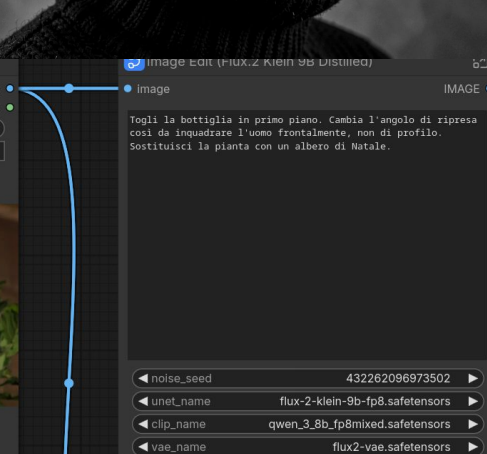 Image Edit (Flux.2 Klein 9B Distilled)
image IMAGE
Togli la bottiglia in primo piano. Cambia l'angolo di ripresa
così da inquadrare l'uomo frontalmente, non di profilo.
Sostituisci la pianta con un albero di Natale.
noise_seed 432262096973502
unet_name flux-2-klein-9b-fp8.safetensors
clip_name qwen_3_8b_fp8mixed.safetensors
vae_name flux2-vae.safetensors